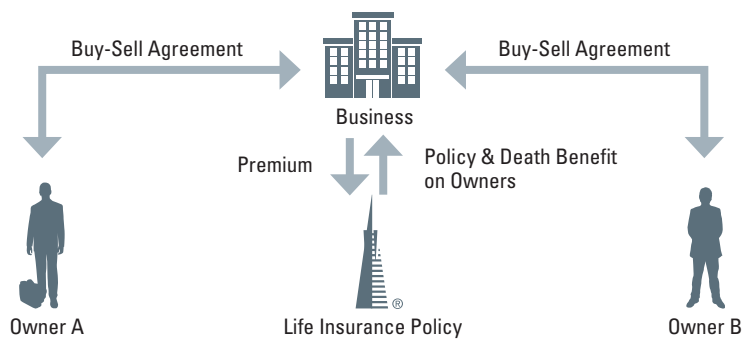 Buy-Sell Agreement
Buy-Sell Agreement
Business
Premium
Policy & Death Benefit
on Owners
®
Owner A
Life Insurance Policy
Owner B